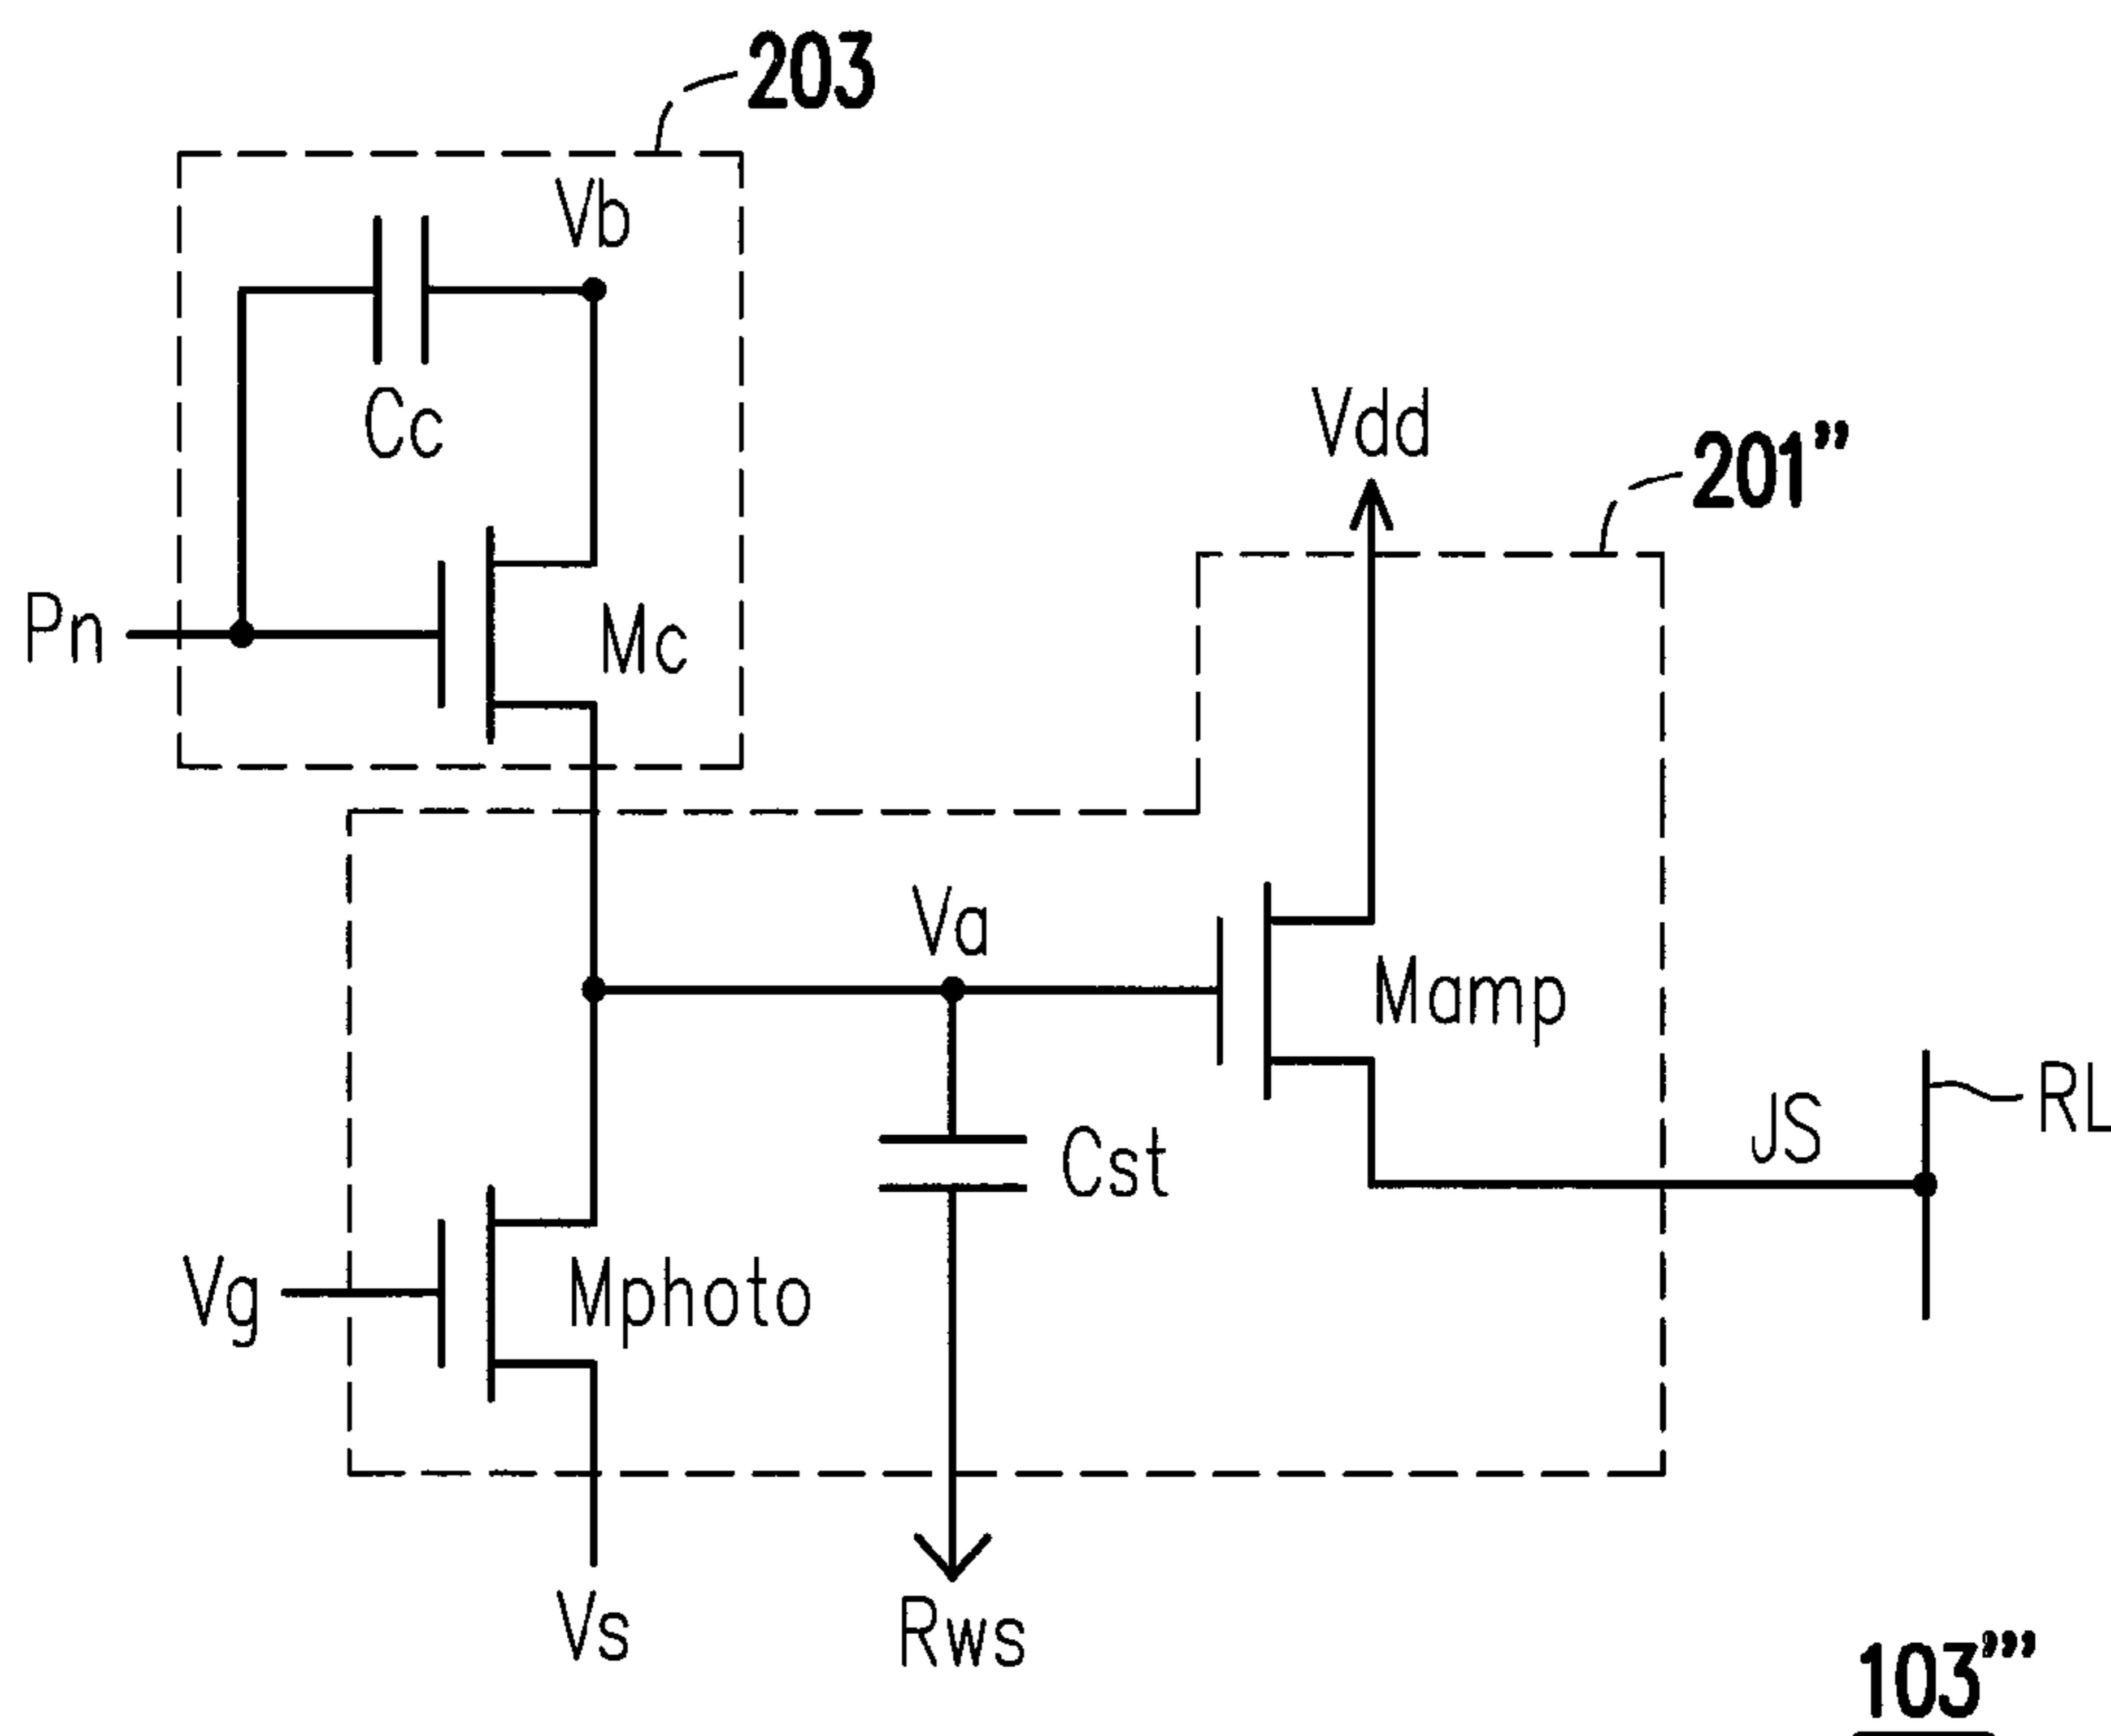 203
Vb
Cc
Vdd
201”
Pn
Mc
Va
Mamp
RL
JS
Cst
Vg
Mphoto
Vs
Rws
103”’